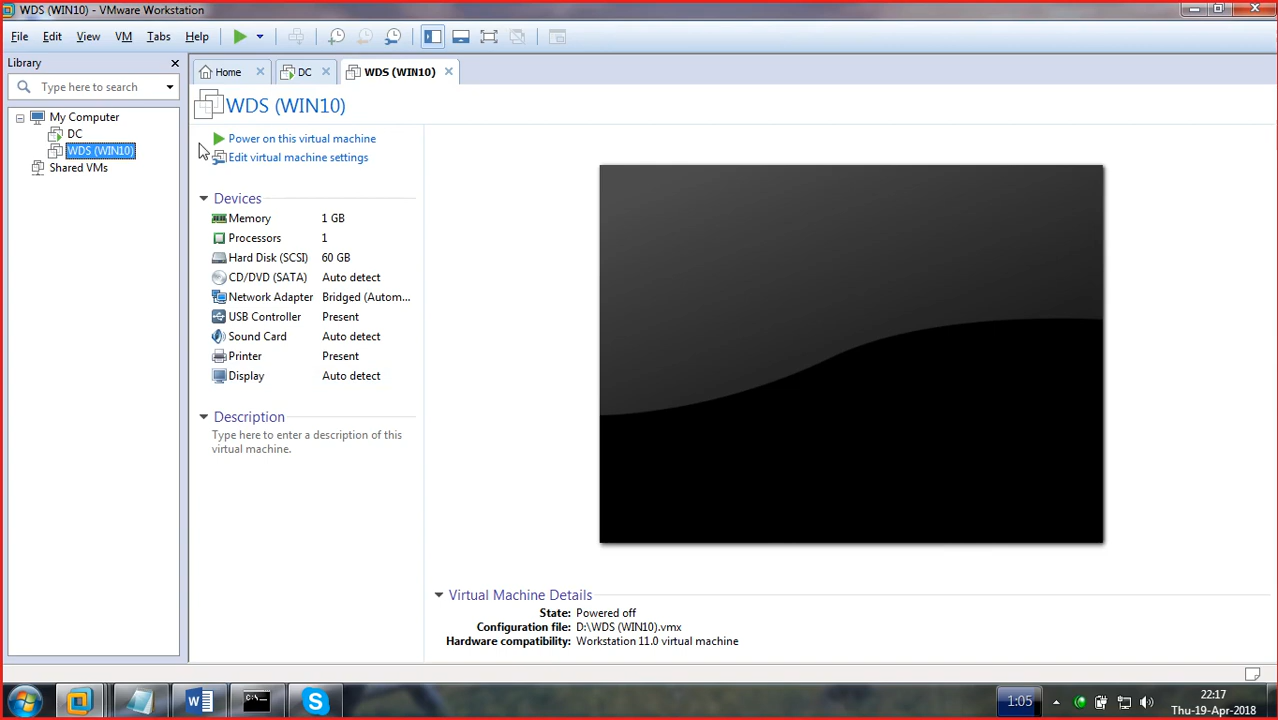 WDS (WIN10) - VMware Workstation
File Edit View VM Tabs Help
Library
Type here to search
My Computer
DC
WDS (WIN10)
Shared VMs
Home DC WDS (WIN10)
WDS (WIN10)
Power on this virtual machine
Edit virtual machine settings
Devices
Memory 1 GB
Processors 1
Hard Disk (SCSI) 60 GB
CD/DVD (SATA) Auto detect
Network Adapter Bridged (Autom...
USB Controller Present
Sound Card Auto detect
Printer Present
Display Auto detect
Description
Type here to enter a description of this
virtual machine.
Virtual Machine Details
State: Powered off
Configuration file: D:\WDS (WIN10).vmx
Hardware compatibility: Workstation 11.0 virtual machine
1:05
22:17
Thu-19-Apr-2018